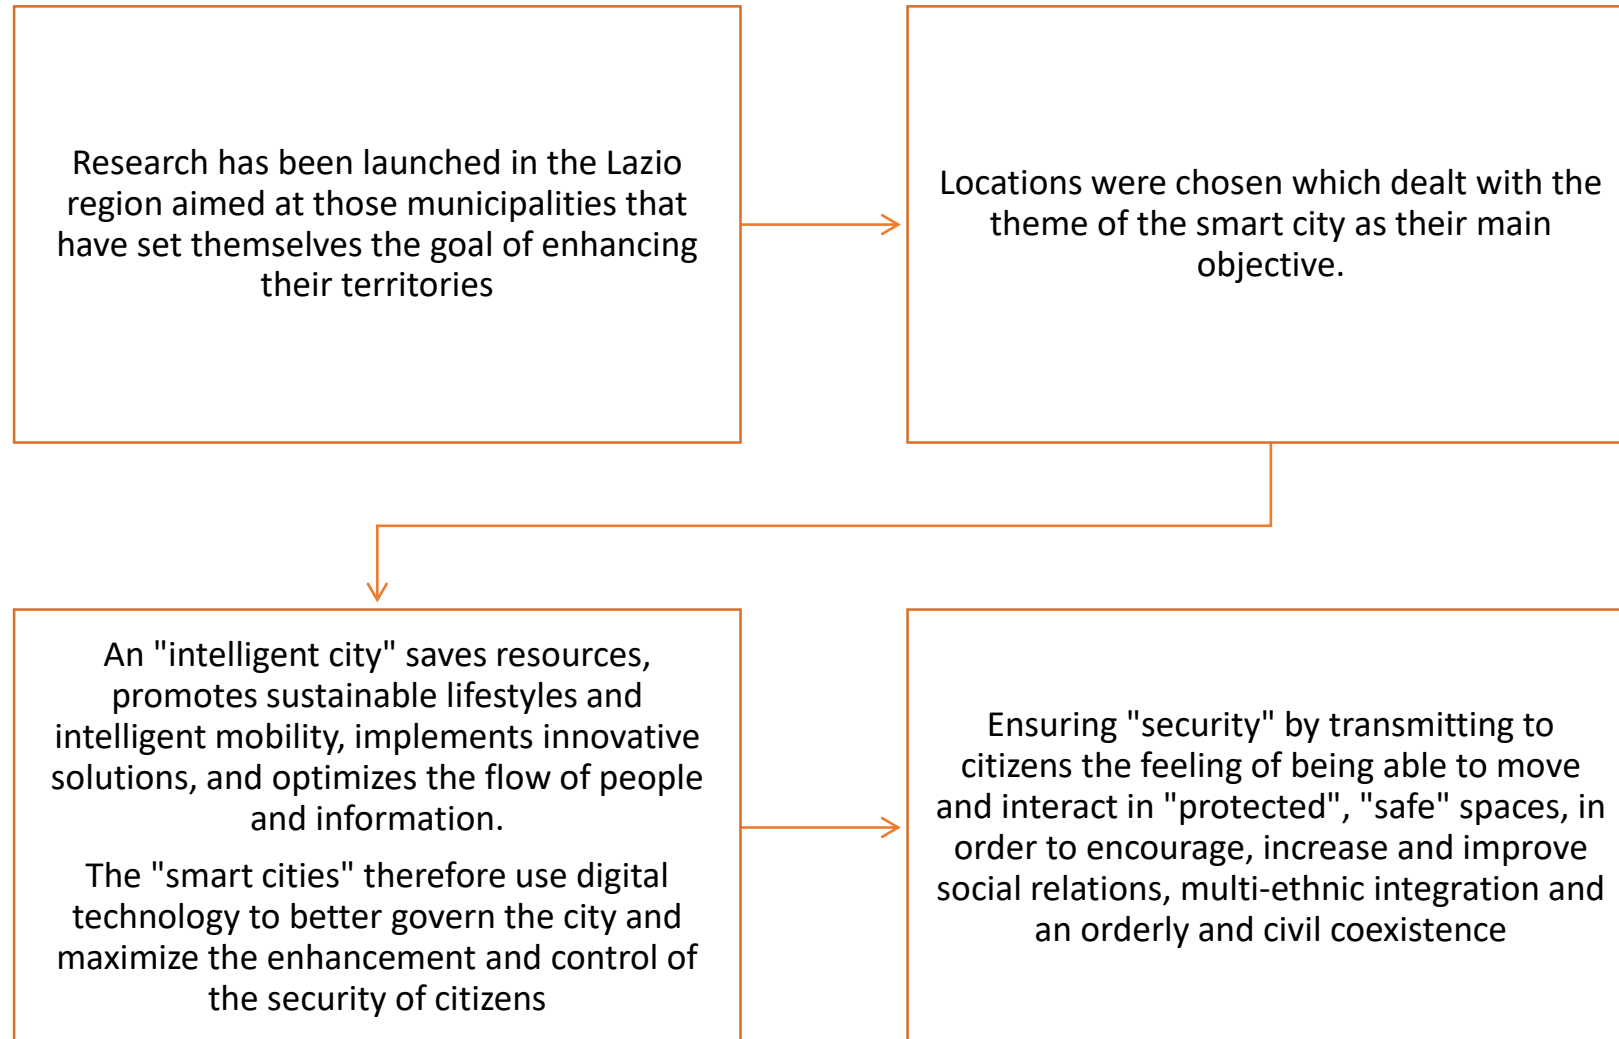 Research has been launched in the Lazio
region aimed at those municipalities that
have set themselves the goal of enhancing
their territories
Locations were chosen which dealt with the
theme of the smart city as their main
objective.
An "intelligent city" saves resources,
promotes sustainable lifestyles and
intelligent mobility, implements innovative
solutions, and optimizes the flow of people
and information.
The "smart cities" therefore use digital
technology to better govern the city and
maximize the enhancement and control of
the security of citizens
Ensuring "security" by transmitting to
citizens the feeling of being able to move
and interact in "protected", "safe" spaces, in
order to encourage, increase and improve
social relations, multi-ethnic integration and
an orderly and civil coexistence